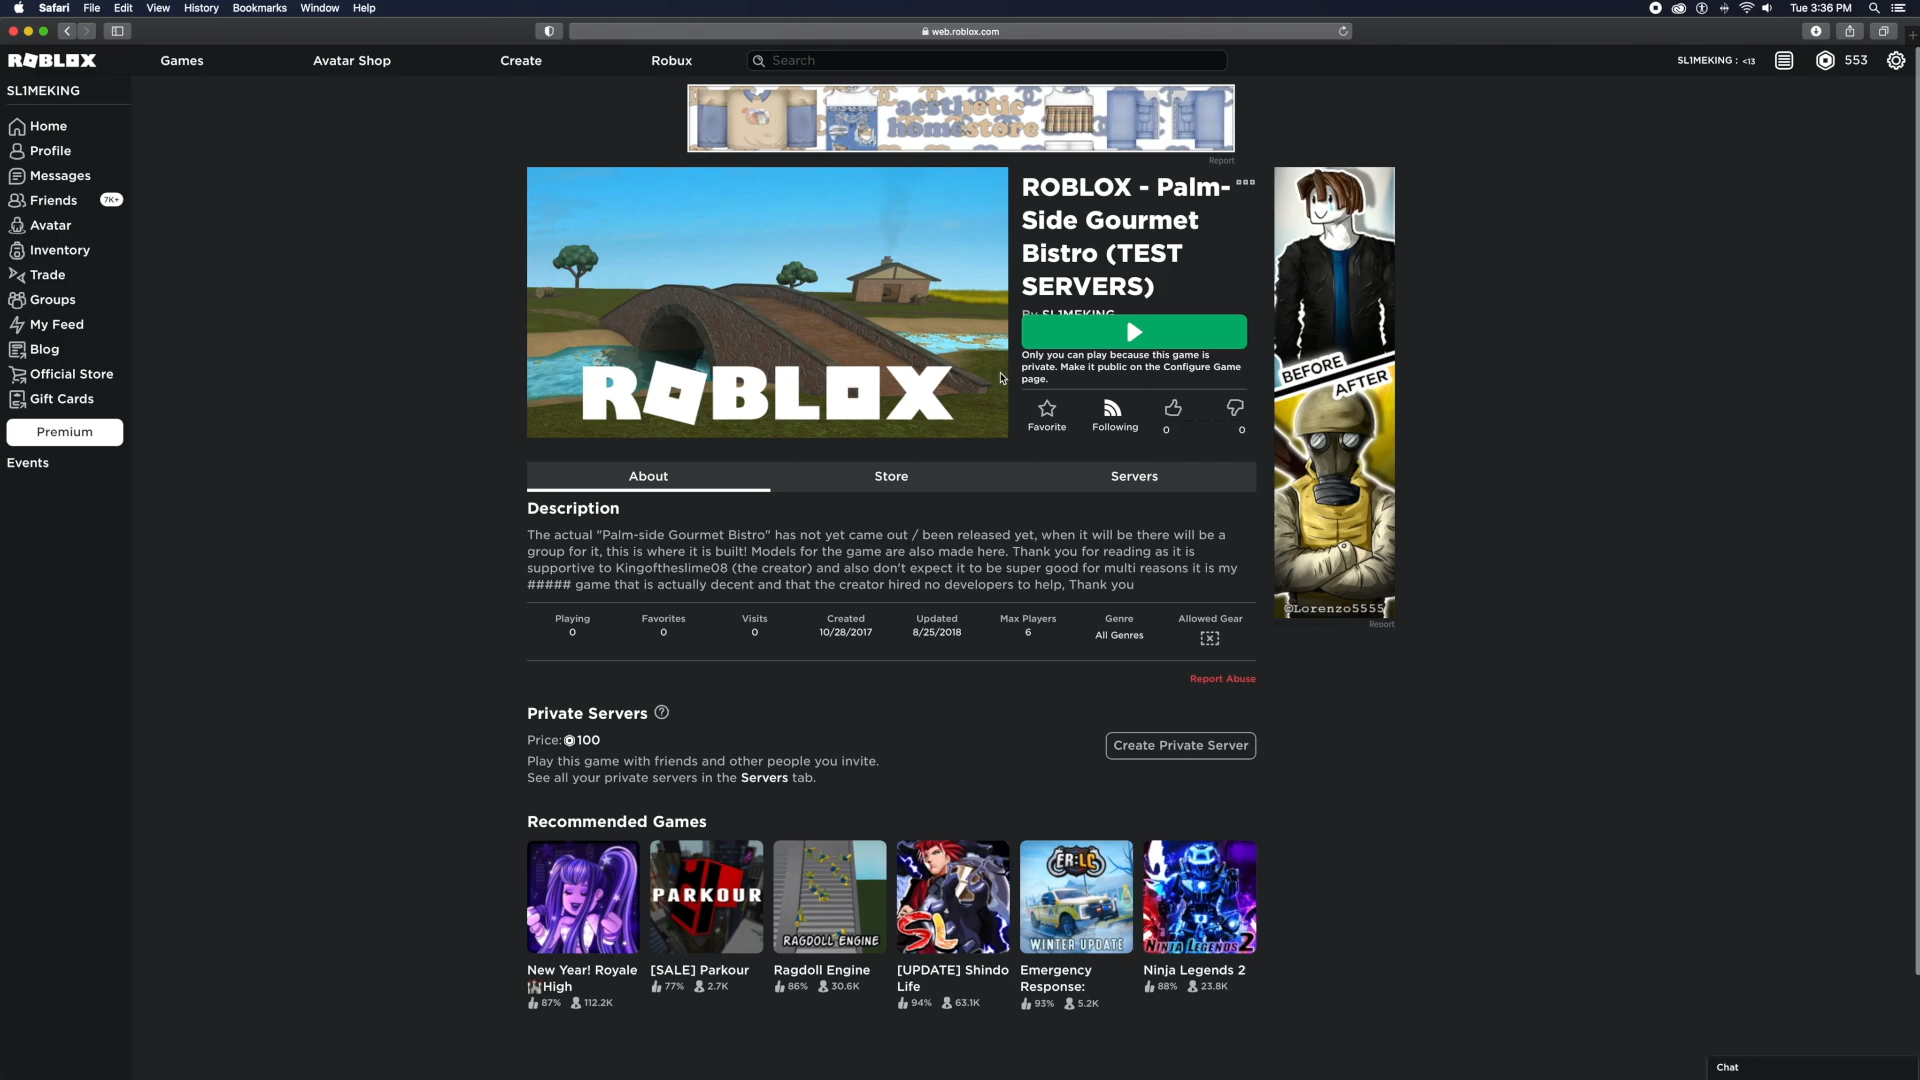 Safari File Edit View History Bookmarks Window Help
Tue 3:36 PM
web.roblox.com
ROBLOX
Games
Avatar Shop
Create
Robux
Search
SL1MEKING : <13
553
SL1MEKING
Home
Profile
Messages
Friends 7K+
Avatar
Inventory
Trade
Groups
My Feed
Blog
Official Store
Gift Cards
Premium
Events
aesthetic
homestore
Report
ROBLOX
ROBLOX - Palm-
Side Gourmet
Bistro (TEST
SERVERS)
By SL1MEKING
Only you can play because this game is
private. Make it public on the Configure Game
page.
Favorite
Following
0
0
BEFORE
AFTER
@Lorenzo5555
Report
About
Store
Servers
Description
The actual "Palm-side Gourmet Bistro" has not yet came out / been released yet, when it will be there will be a
group for it, this is where it is built! Models for the game are also made here. Thank you for reading as it is
supportive to Kingoftheslime08 (the creator) and also don't expect it to be super good for multi reasons it is my
##### game that is actually decent and that the creator hired no developers to help, Thank you
Playing Favorites Visits Created Updated Max Players Genre Allowed Gear
0 0 0 10/28/2017 8/25/2018 6 All Genres
Report Abuse
Private Servers
Price: 100
Play this game with friends and other people you invite.
See all your private servers in the Servers tab.
Create Private Server
Recommended Games
PARKOUR
RAGDOLL ENGINE
SL
ER:LC
WINTER UPDATE
NINJA LEGENDS 2
New Year! Royale
High
87% 112.2K
[SALE] Parkour
77% 2.7K
Ragdoll Engine
86% 30.6K
[UPDATE] Shindo
Life
94% 63.1K
Emergency
Response:
93% 5.2K
Ninja Legends 2
88% 23.8K
Chat